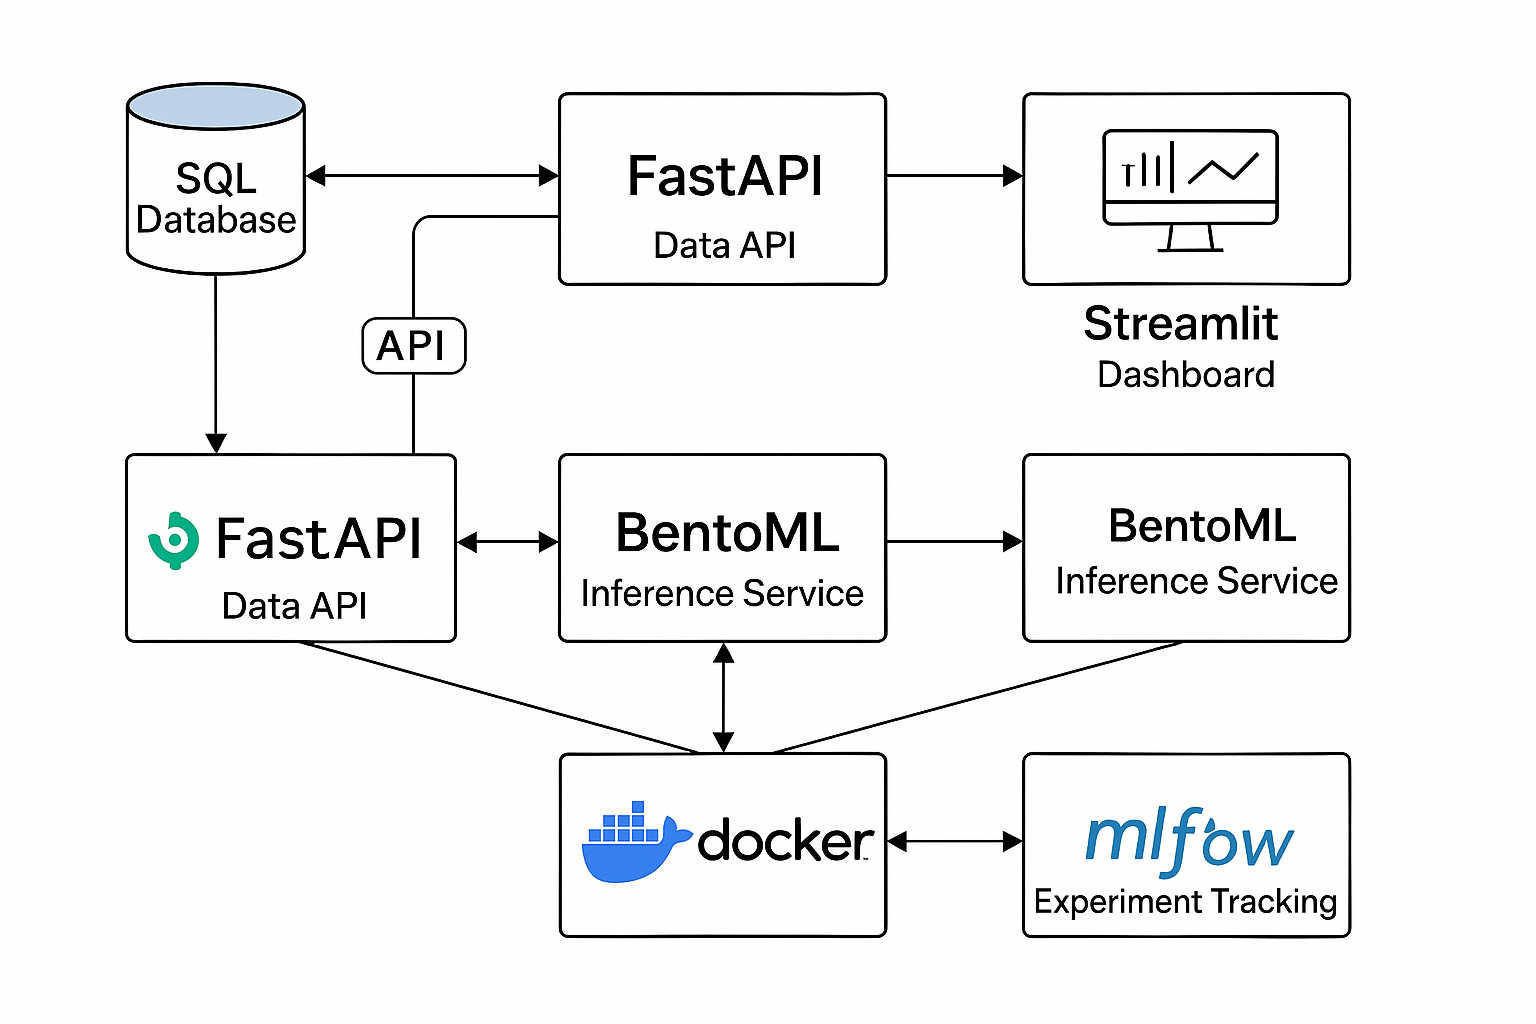 SQL
Database
FastAPI
Data API
Streamlit
Dashboard
API
FastAPI
Data API
BentoML
Inference Service
BentoML
Inference Service
docker
mlfow
Experiment Tracking